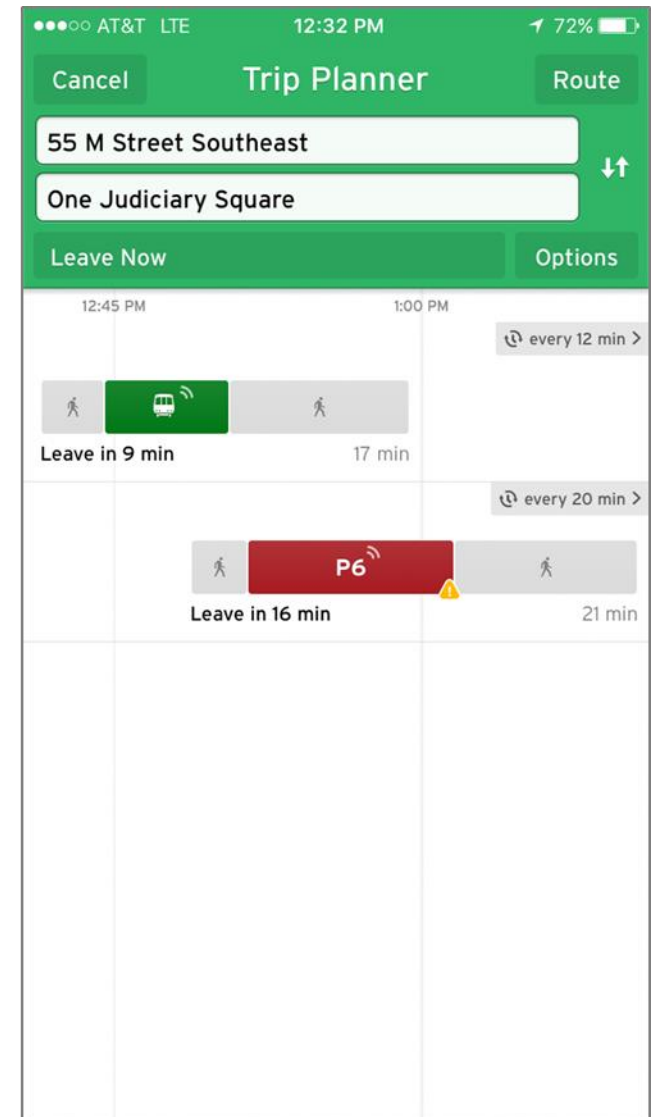 AT&T LTE 12:32 PM 72%
Cancel Trip Planner Route
55 M Street Southeast
One Judiciary Square
Leave Now Options
12:45 PM 1:00 PM
every 12 min >
Leave in 9 min 17 min
every 20 min >
P6
Leave in 16 min 21 min